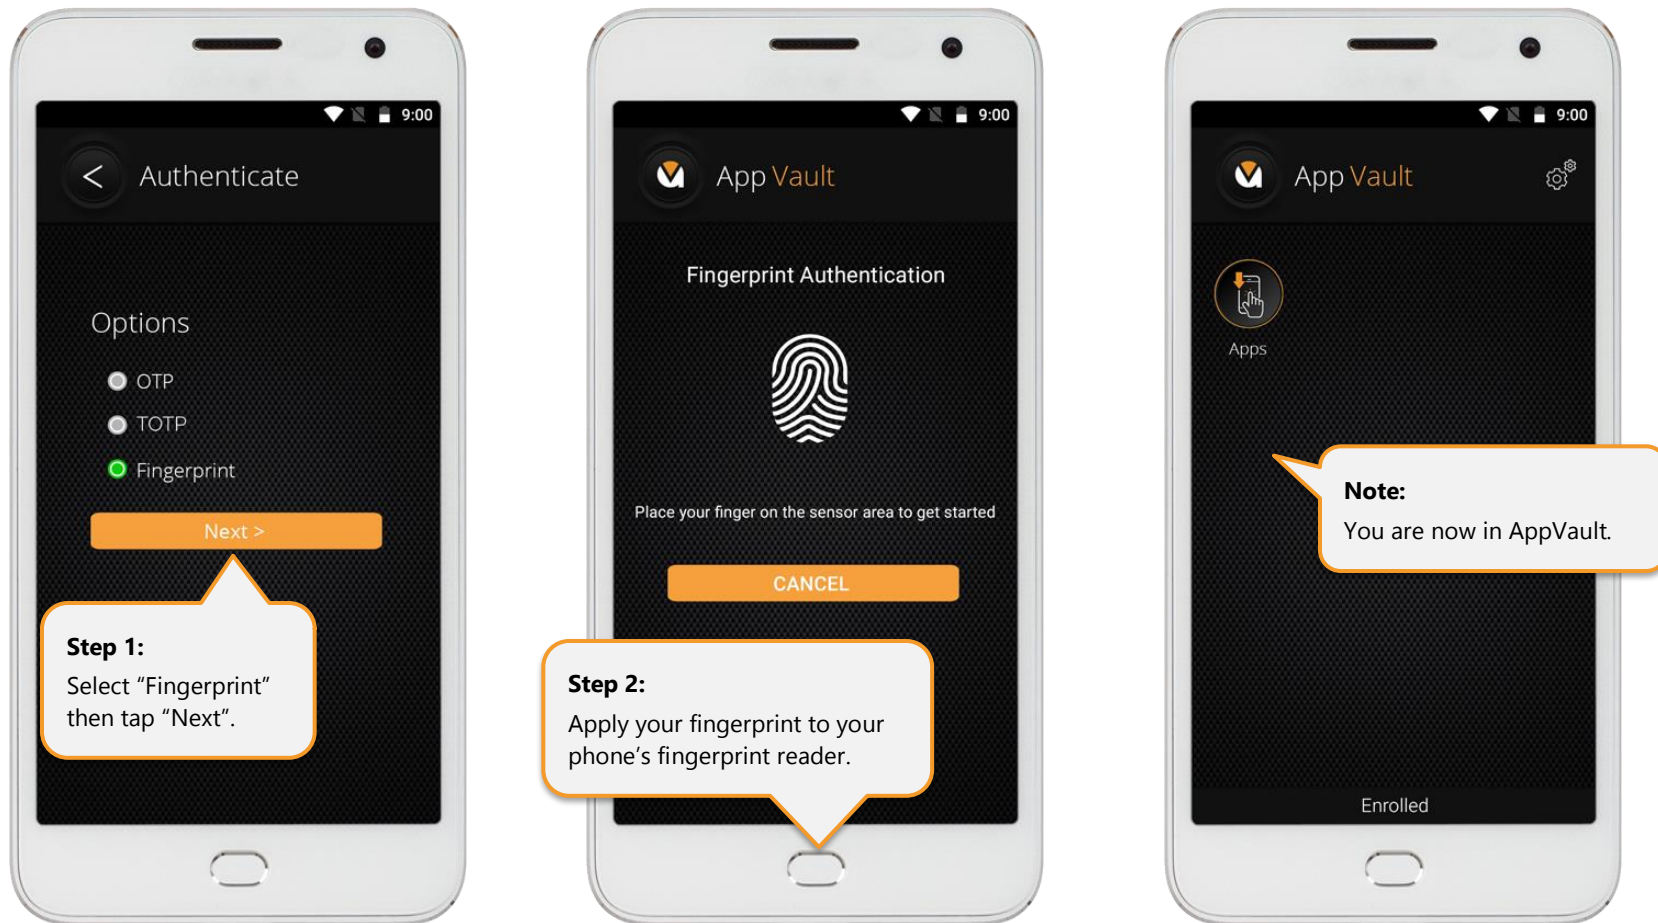 9:00
Authenticate
Options
OTP
TOTP
Fingerprint
Next >
Step 1:
Select “Fingerprint”
then tap “Next”.
9:00
App Vault
Fingerprint Authentication
Place your finger on the sensor area to get started
CANCEL
Step 2:
Apply your fingerprint to your
phone’s fingerprint reader.
9:00
App Vault
Apps
Note:
You are now in AppVault.
Enrolled